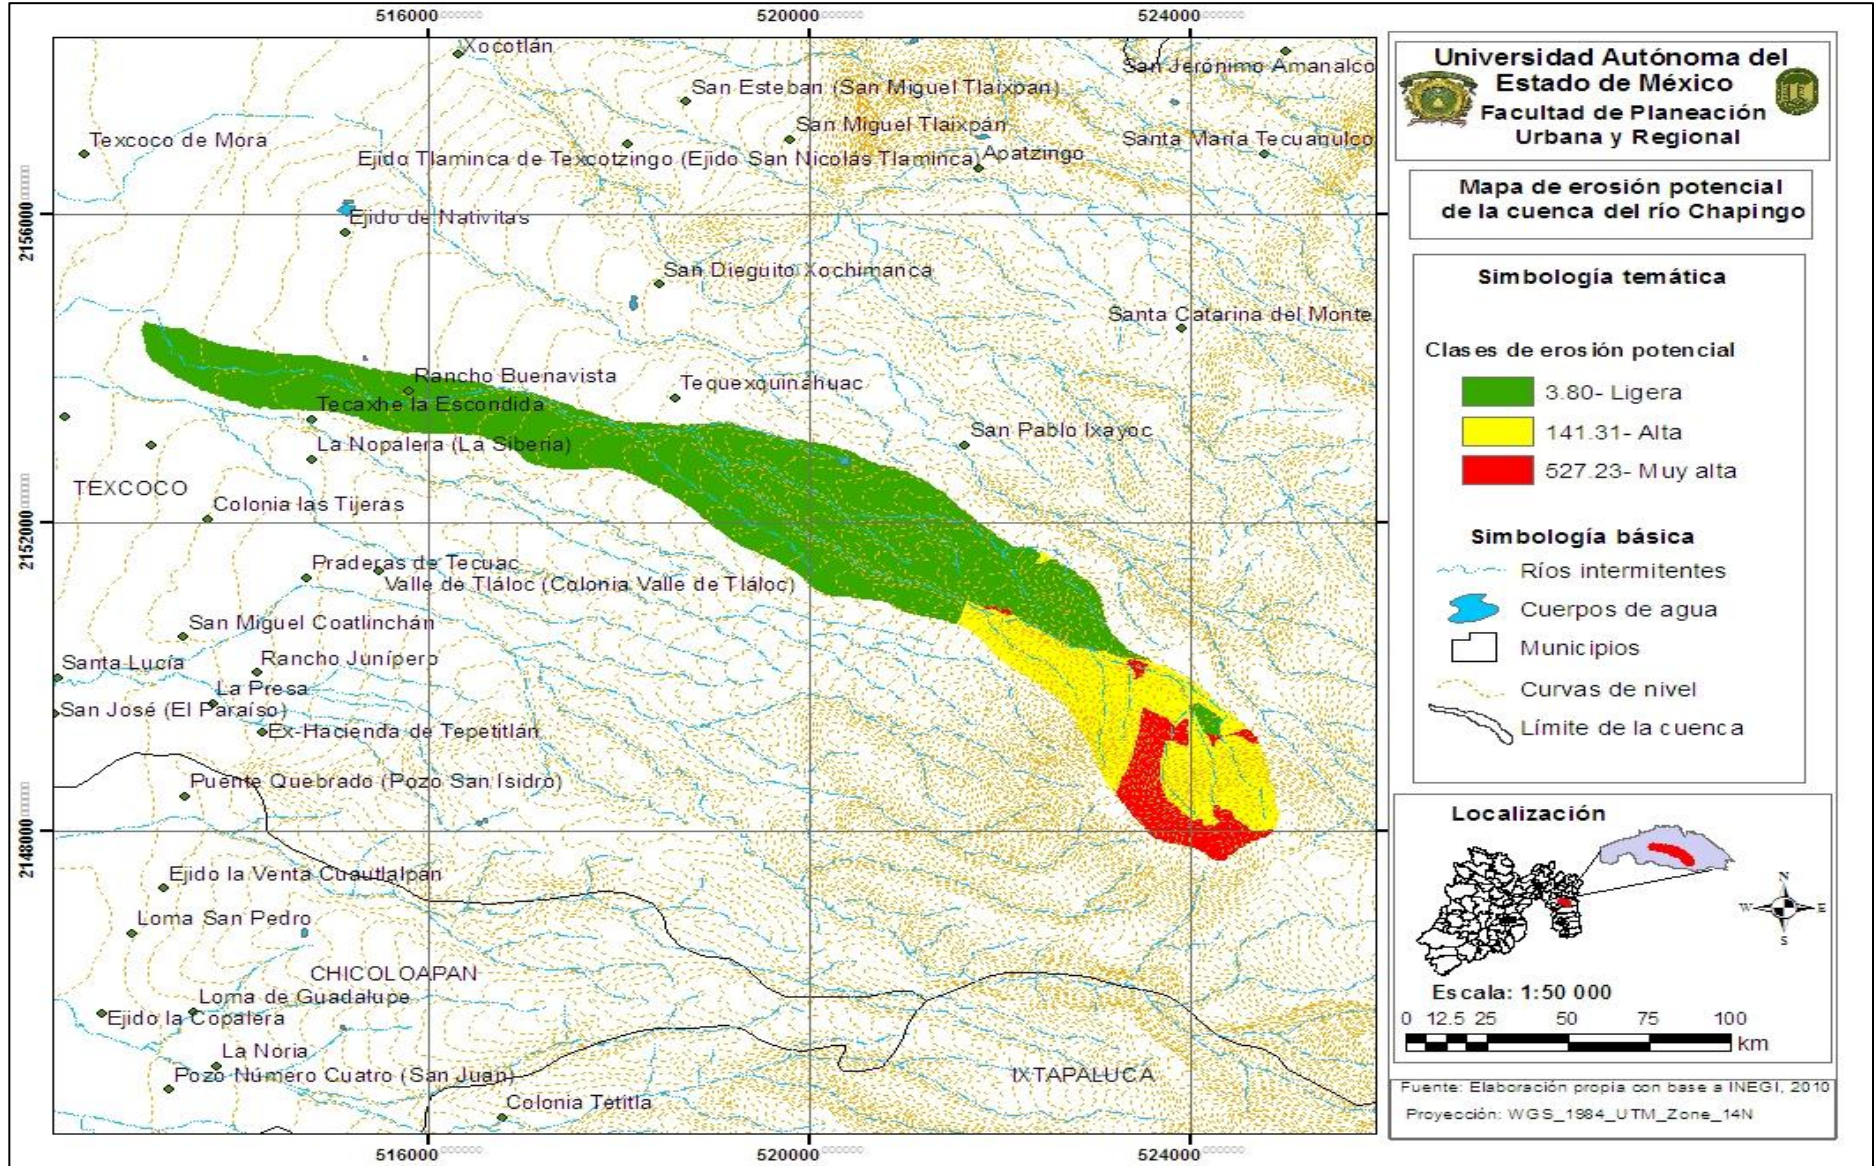 516000 520000 524000
Xocotlán
San Jerónimo Amanalco
San Esteban (San Miguel Tlaixpan)
San Miguel Tlaixpán
Texcoco de Mora
Santa María Tecuanulco
Ejido Tlaminca de Texcotzingo (Ejido San Nicolás Tlaminca)
Apatzingo
2156000
Ejido de Nativitas
San Dieguito Xochimanca
Santa Catarina del Monte
Rancho Buenavista
Tequexquinahuac
Tecaxhe la Escondida
San Pablo Ixayoc
La Nopalera (La Siberia)
TEXCOCO
Colonia las Tijeras
2152000
Praderas de Tecuac
Valle de Tláloc (Colonia Valle de Tláloc)
San Miguel Coatlinchán
Santa Lucía
Rancho Junípero
La Presa
San José (El Paraíso)
Ex-Hacienda de Tepetitlán
Puente Quebrado (Pozo San Isidro)
2148000
Ejido la Venta Cuautlalpan
Loma San Pedro
CHICOLOAPAN
Loma de Guadalupe
Ejido la Copalera
La Noria
Pozo Número Cuatro (San Juan)
IXTAPALUCA
Colonia Tetitla
516000 520000 524000
Universidad Autónoma del
Estado de México
Facultad de Planeación
Urbana y Regional
Mapa de erosión potencial
de la cuenca del río Chapingo
Simbología temática
Clases de erosión potencial
3.80- Ligera
141.31- Alta
527.23- Muy alta
Simbología básica
Ríos intermitentes
Cuerpos de agua
Municipios
Curvas de nivel
Límite de la cuenca
Localización
N
W E
S
Escala: 1:50 000
0 12.5 25 50 75 100
km
Fuente: Elaboración propia con base a INEGI, 2010
Proyección: WGS_1984_UTM_Zone_14N